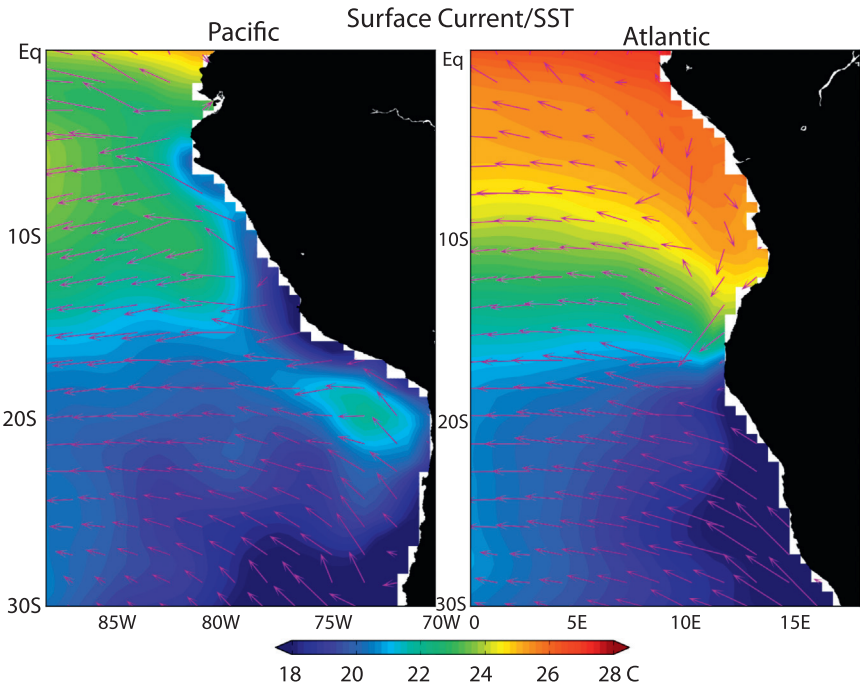 Surface Current/SST
Pacific
Atlantic
Eq
10S
20S
30S
85W
80W
75W
70W
Eq
10S
20S
30S
0
5E
10E
15E
18
20
22
24
26
28 C